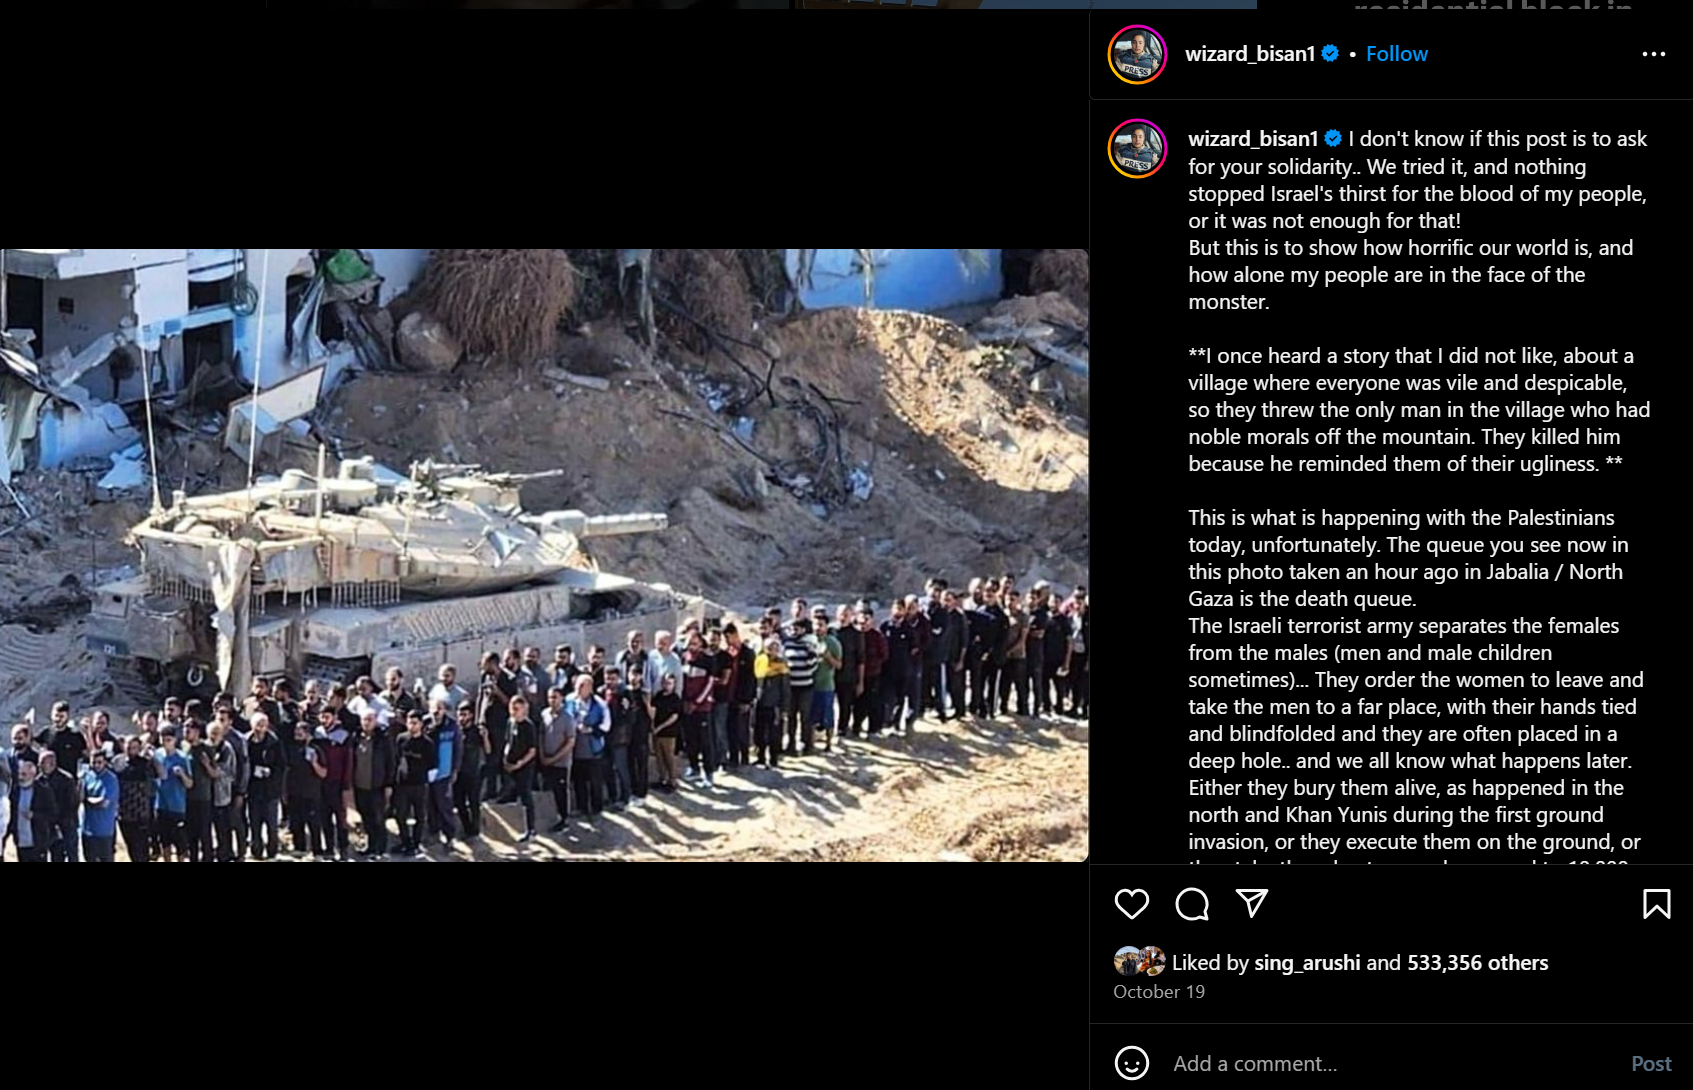 residential block in
wizard_bisan1 • Follow
PRESS
wizard_bisan1 I don't know if this post is to ask
PRESS
for your solidarity.. We tried it, and nothing
stopped Israel's thirst for the blood of my people,
or it was not enough for that!
But this is to show how horrific our world is, and
how alone my people are in the face of the
monster.
**I once heard a story that I did not like, about a
village where everyone was vile and despicable,
so they threw the only man in the village who had
noble morals off the mountain. They killed him
because he reminded them of their ugliness. **
This is what is happening with the Palestinians
today, unfortunately. The queue you see now in
this photo taken an hour ago in Jabalia / North
Gaza is the death queue.
The Israeli terrorist army separates the females
from the males (men and male children
sometimes)... They order the women to leave and
take the men to a far place, with their hands tied
and blindfolded and they are often placed in a
deep hole.. and we all know what happens later.
Either they bury them alive, as happened in the
north and Khan Yunis during the first ground
invasion, or they execute them on the ground, or
Liked by sing_arushi and 533,356 others
October 19
Add a comment...
Post